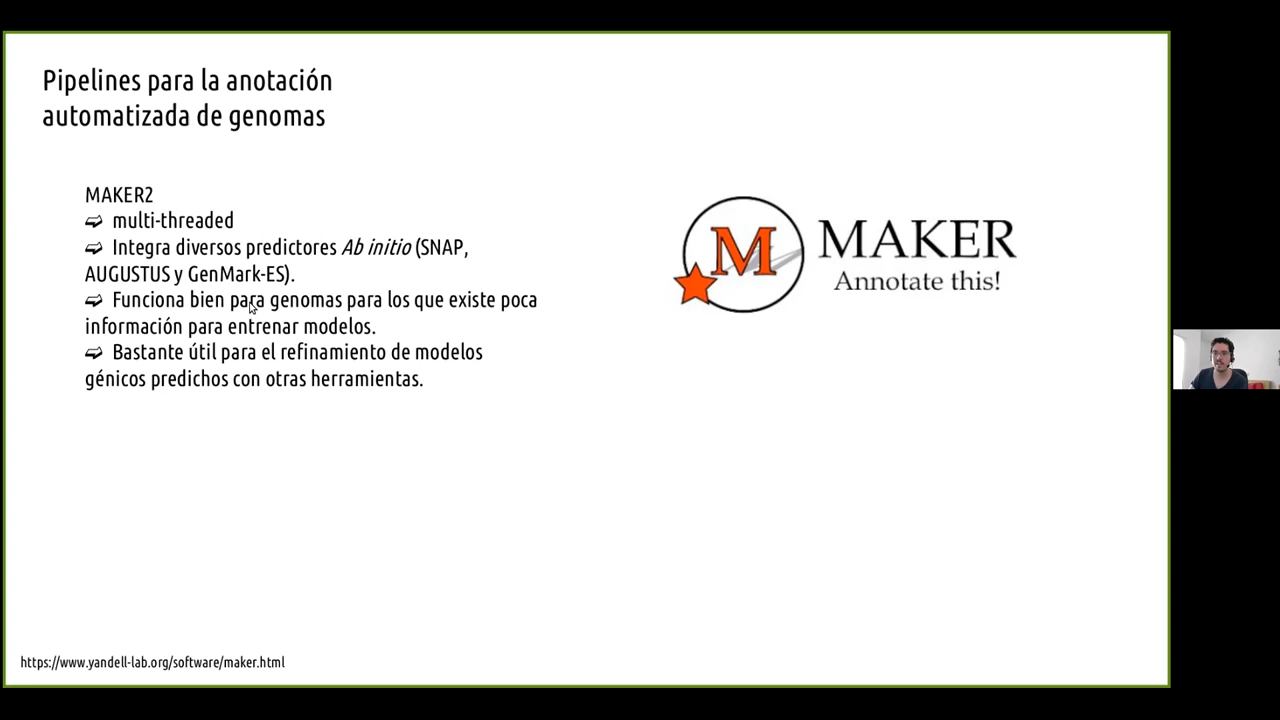 Pipelines para la anotación
automatizada de genomas
MAKER2
➫ multi-threaded
➫ Integra diversos predictores Ab initio (SNAP,
AUGUSTUS y GenMark-ES).
➫ Funciona bien para genomas para los que existe poca
información para entrenar modelos.
➫ Bastante útil para el refinamiento de modelos
génicos predichos con otras herramientas.
M
MAKER
Annotate this!
https://www.yandell-lab.org/software/maker.html